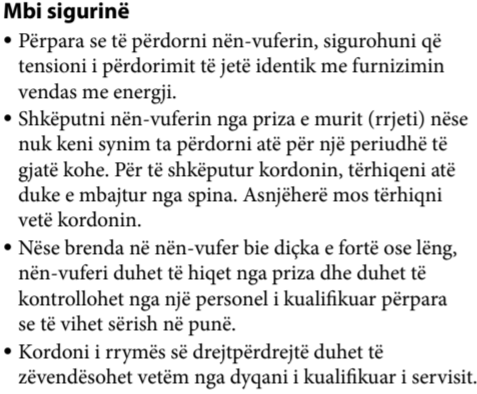 Mbi sigurinë
• Përpara se të përdorni nën-vuferin, sigurohuni që
tensioni i përdorimit të jetë identik me furnizimin
vendas me energji.
• Shkëputni nën-vuferin nga priza e murit (rrjeti) nëse
nuk keni synim ta përdorni atë për një periudhë të
gjatë kohe. Për të shkëputur kordonin, tërhiqeni atë
duke e mbajtur nga spina. Asnjëherë mos tërhiqni
vetë kordonin.
• Nëse brenda në nën-vufer bie diçka e fortë ose lëng,
nën-vuferi duhet të hiqet nga priza dhe duhet të
kontrollohet nga një personel i kualifikuar përpara
se të vihet sërish në punë.
• Kordoni i rrymës së drejtpërdrejtë duhet të
zëvendësohet vetëm nga dyqani i kualifikuar i servisit.